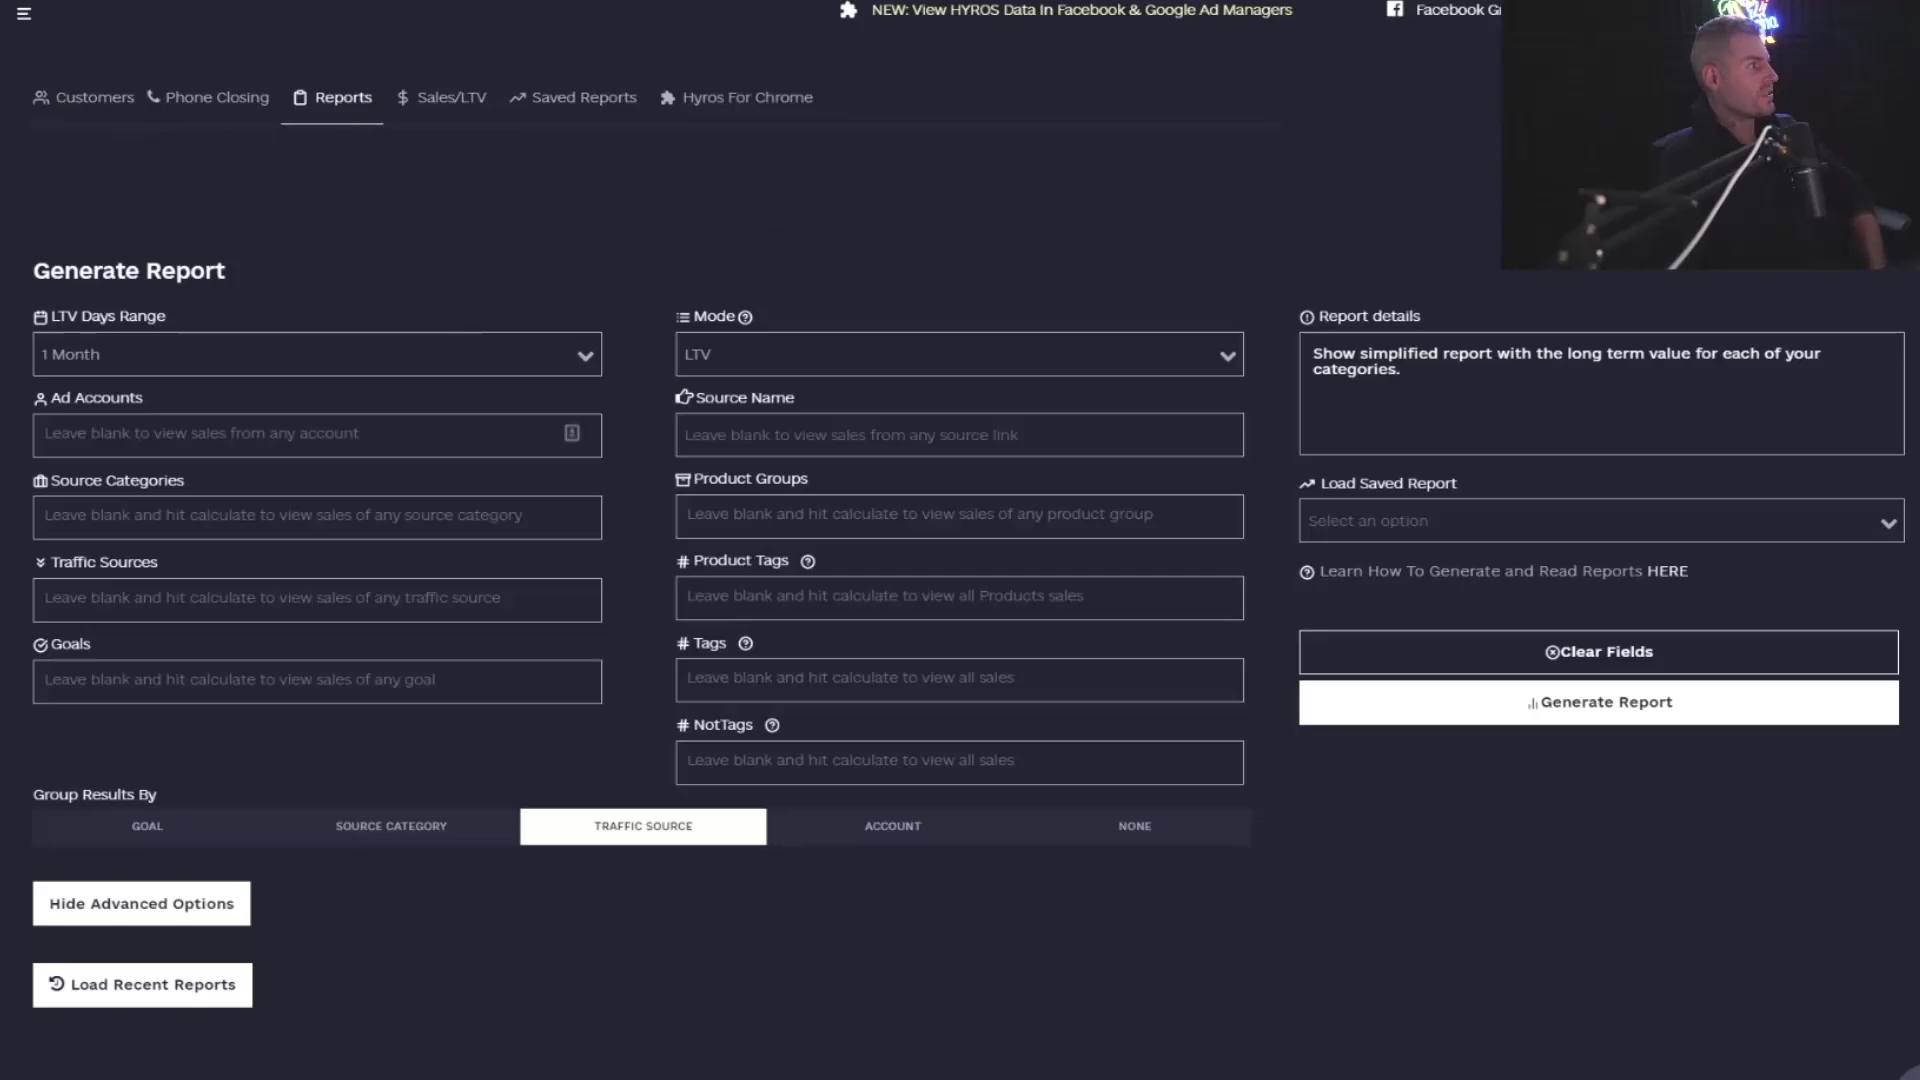 NEW: View HYROS Data In Facebook & Google Ad Managers
Facebook
Customers
Phone Closing
Reports
Sales/LTV
Saved Reports
Hyros For Chrome
Generate Report
LTV Days Range
1 Month
Ad Accounts
Leave blank to view sales from any account
Source Categories
Leave blank and hit calculate to view sales of any source category
Traffic Sources
Leave blank and hit calculate to view sales of any traffic source
Goals
Leave blank and hit calculate to view sales of any goal
Mode
LTV
Source Name
Leave blank to view sales from any source link
Product Groups
Leave blank and hit calculate to view sales of any product group
# Product Tags
Leave blank and hit calculate to view all Products sales
# Tags
Leave blank and hit calculate to view all sales
# NotTags
Leave blank and hit calculate to view all sales
Report details
Show simplified report with the long term value for each of your
categories.
Load Saved Report
Select an option
Learn How To Generate and Read Reports HERE
Clear Fields
Generate Report
Group Results By
GOAL
SOURCE CATEGORY
TRAFFIC SOURCE
ACCOUNT
NONE
Hide Advanced Options
Load Recent Reports